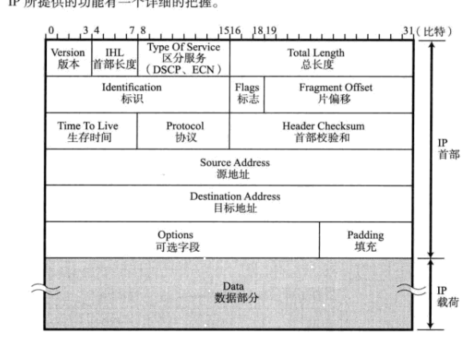 IP 所提供的功能有一个详细的把握。
0 3 4 7 8 1516 1819 31(比特)
Version IHL Type Of Service Total Length
版本 首部长度 区分服务 总长度
(DSCP、ECN)
Identification Flags Fragment Offset
标识 标志 片偏移
Time To Live Protocol Header Checksum
生存时间 协议 首部校验和
IP
首部
Source Address
源地址
Destination Address
目标地址
Options Padding
可选字段 填充
Data
数据部分
IP
载荷